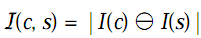 I(c, s) = | I(c) ⊖ I(s) |